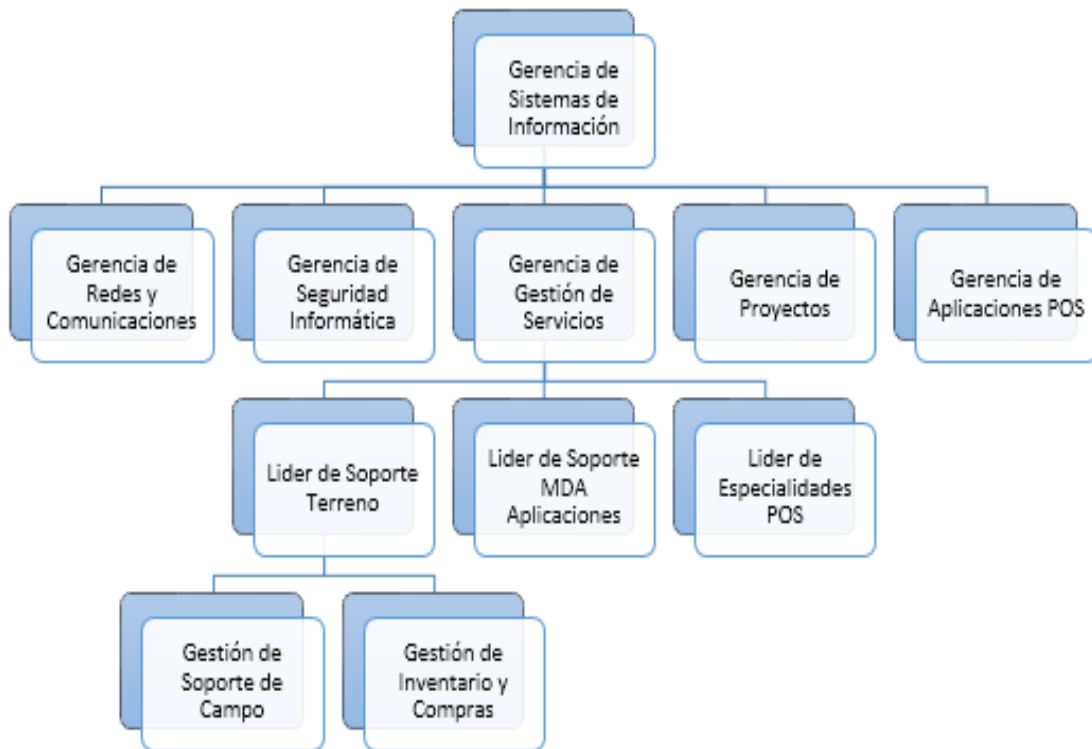 Gerencia de
Sistemas de
Información
Gerencia de
Redes y
Comunicaciones
Gerencia de
Seguridad
Informática
Gerencia de
Gestión de
Servicios
Gerencia de
Proyectos
Gerencia de
Aplicaciones POS
Lider de Soporte
Terreno
Lider de Soporte
MDA
Aplicaciones
Lider de
Especialidades
POS
Gestión de
Soporte de
Campo
Gestión de
Inventario y
Compras